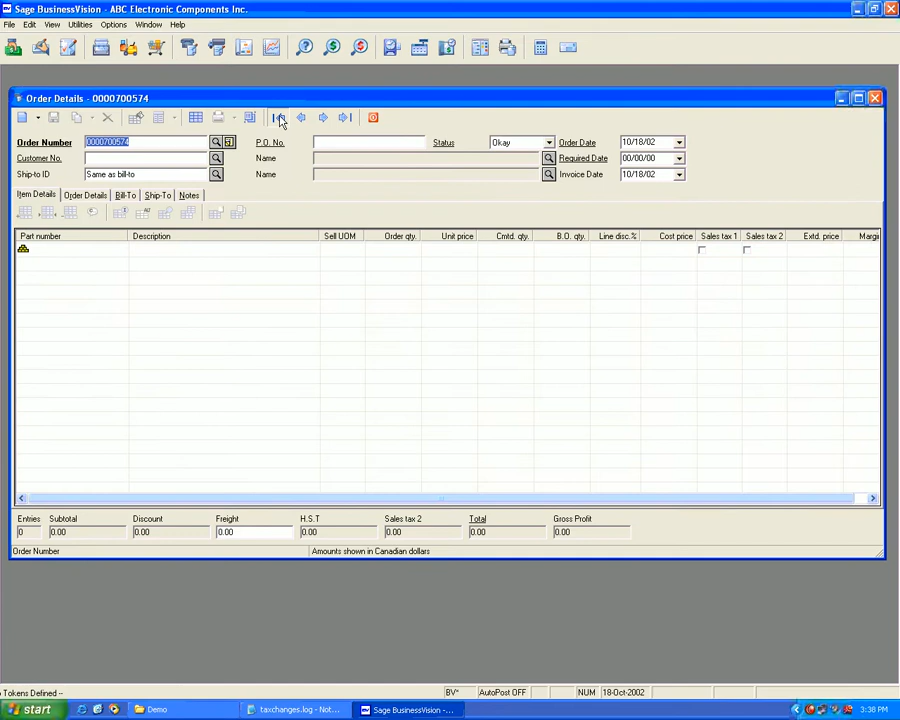 Sage BusinessVision - ABC Electronic Components Inc.
File Edit View Utilities Options Window Help
Order Details - 0000700574
Order Number 0000700574 P.O. No. Status Okay Order Date 10/18/02
Customer No. Name Required Date 00/00/00
Ship-to ID Same as bill-to Name Invoice Date 10/18/02
Item Details Order Details Bill-To Ship-To Notes
Part number Description Sell UOM Order qty. Unit price Cmtd. qty. B.O. qty. Line disc.% Cost price Sales tax 1 Sales tax 2 Extd. price Margi
Entries Subtotal Discount Freight H.S.T Sales tax 2 Total Gross Profit
0 0.00 0.00 0.00 0.00 0.00 0.00 0.00
Order Number Amounts shown in Canadian dollars
Tokens Defined -- BV* AutoPost OFF NUM 18-Oct-2002
start Demo taxchanges.log - Not... Sage BusinessVision -... 3:38 PM